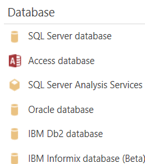 Database
SQL Server database
Access database
SQL Server Analysis Services
Oracle database
IBM Db2 database
IBM Informix database (Beta)